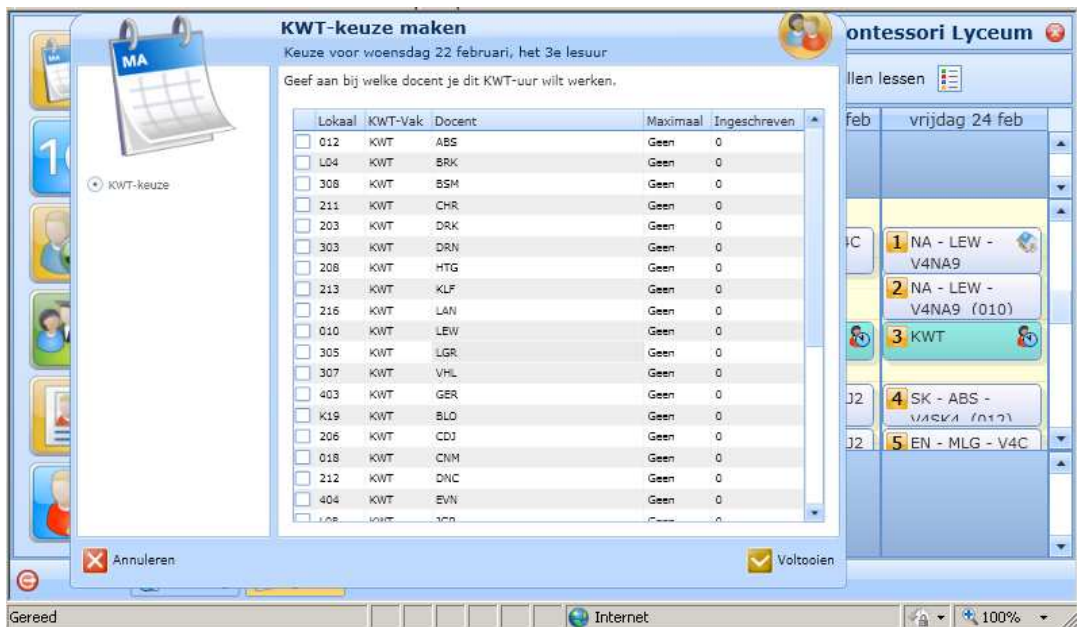 KWT-keuze maken
Keuze voor woensdag 22 februari, het 3e lesuur
MA
KWT-keuze
Geef aan bij welke docent je dit KWT-uur wilt werken.
Lokaal KWT-Vak Docent Maximaal Ingeschreven
012 KWT ABS Geen 0
L04 KWT BRK Geen 0
308 KWT BSM Geen 0
211 KWT CHR Geen 0
203 KWT DRK Geen 0
303 KWT DRN Geen 0
208 KWT HTG Geen 0
213 KWT KLF Geen 0
216 KWT LAN Geen 0
010 KWT LEW Geen 0
305 KWT LGR Geen 0
307 KWT VHL Geen 0
403 KWT GER Geen 0
K19 KWT BLO Geen 0
206 KWT CDJ Geen 0
018 KWT CNM Geen 0
212 KWT DNC Geen 0
404 KWT EVN Geen 0
Annuleren
Voltooien
ontessori Lyceum
llen lessen
feb
vrijdag 24 feb
1 NA - LEW -
V4NA9
2 NA - LEW -
V4NA9 (010)
3 KWT
J2
4 SK - ABS -
V4SK4 (012)
J2
5 EN - MLG - V4C
Gereed
Internet
100%